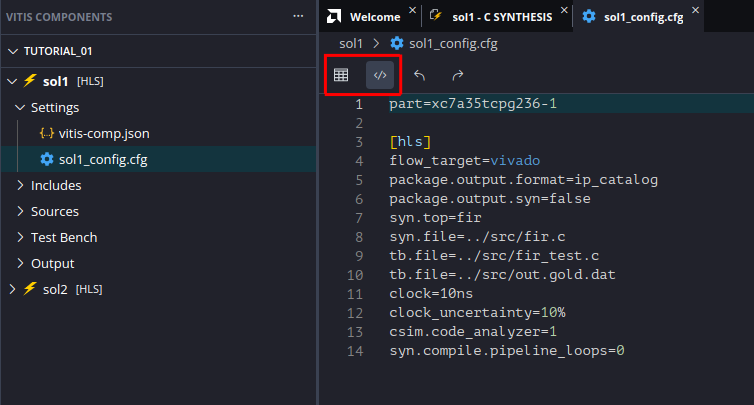 VITIS COMPONENTS
TUTORIAL_01
sol1 [HLS]
Settings
{..} vitis-comp.json
sol1_config.cfg
Includes
Sources
Test Bench
Output
sol2 [HLS]
Welcome
sol1 - C SYNTHESIS
sol1_config.cfg
sol1 > sol1_config.cfg
1 part=xc7a35tcpg236-1
2
3 [hls]
4 flow_target=vivado
5 package.output.format=ip_catalog
6 package.output.syn=false
7 syn.top=fir
8 syn.file=../src/fir.c
9 tb.file=../src/fir_test.c
10 tb.file=../src/out.gold.dat
11 clock=10ns
12 clock_uncertainty=10%
13 csim.code_analyzer=1
14 syn.compile.pipeline_loops=0